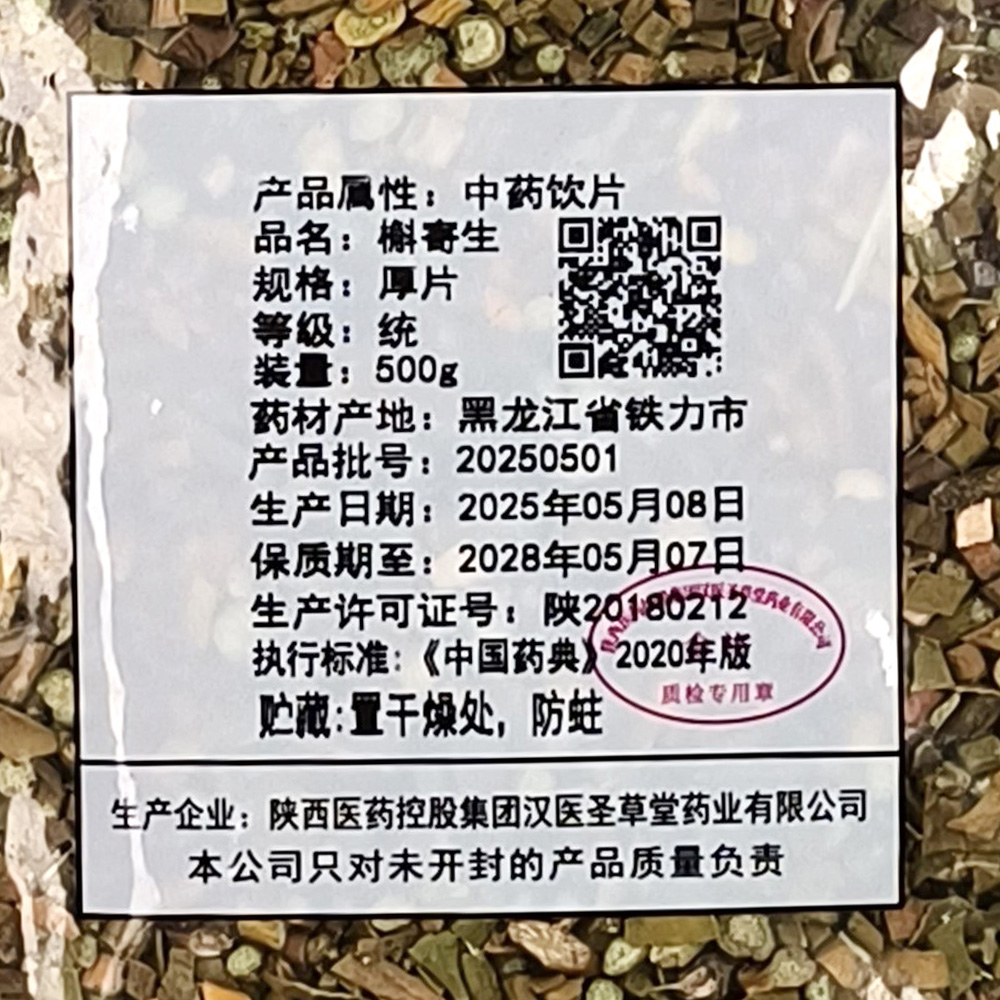 产品属性：中药饮片
品名：槲寄生
规格：厚片
等级：统
装量：500g
药材产地：黑龙江省铁力市
产品批号：20250501
生产日期：2025年05月08日
保质期至：2028年05月07日
生产许可证号：陕20180212
执行标准：《中国药典》2020年版
贮藏：置干燥处，防蛀
质检专用章
生产企业：陕西医药控股集团汉医圣草堂药业有限公司
本公司只对未开封的产品质量负责